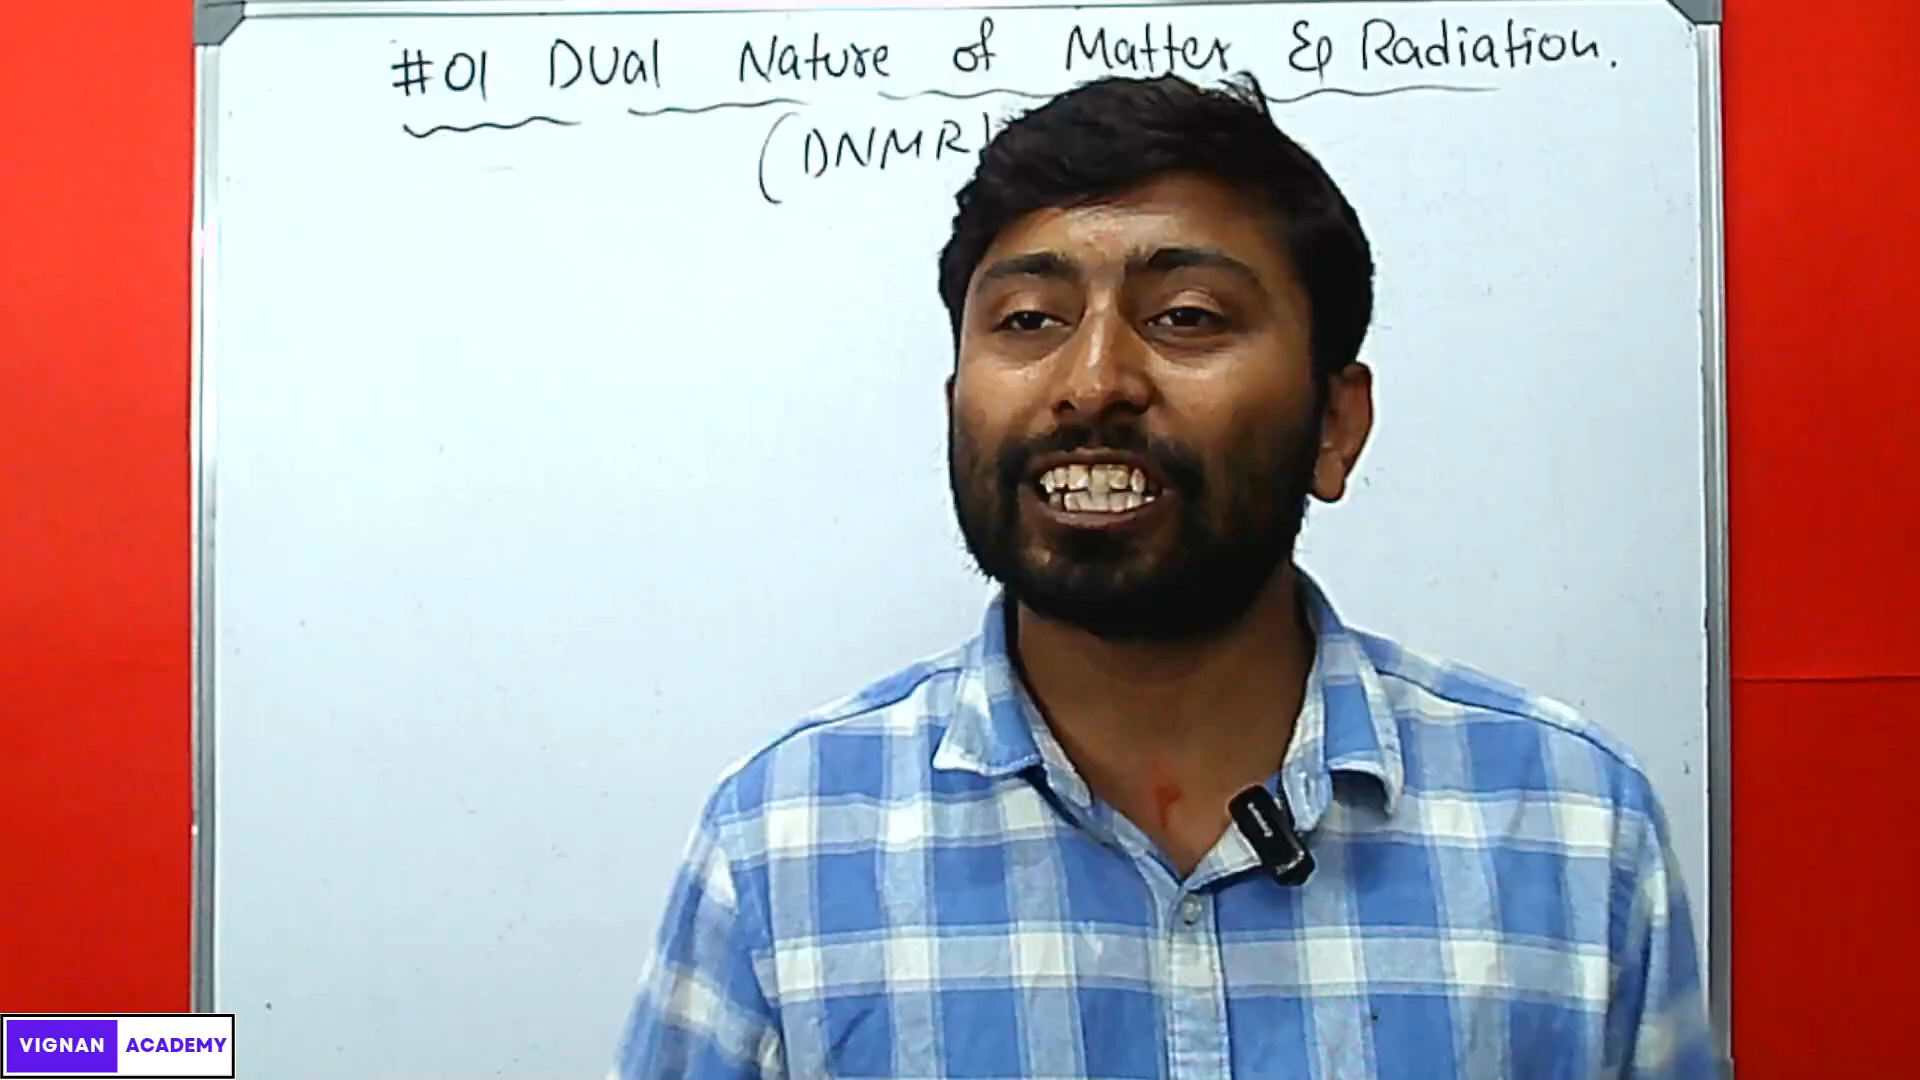 #01 Dual Nature of Matter & Radiation.
(DNMR)
VIGNAN ACADEMY